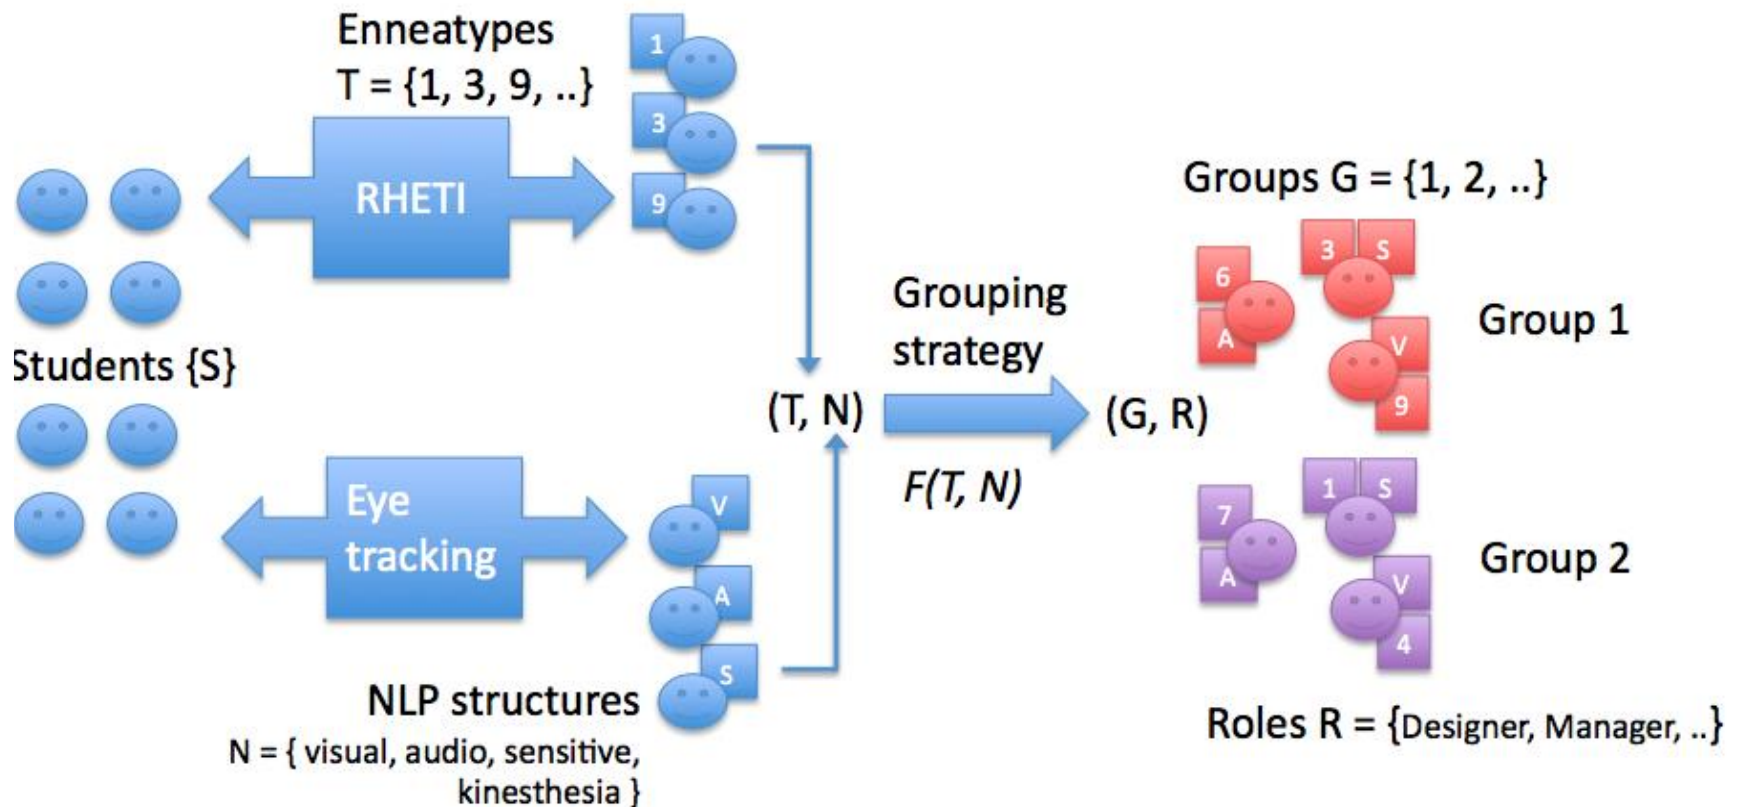 Enneatypes
T = {1, 3, 9, ..}
1
3
9
RHETI
Students {S}
Eye
tracking
V
A
S
NLP structures
N = { visual, audio, sensitive,
kinesthesia }
(T, N)
Grouping
strategy
F(T, N)
(G, R)
Groups G = {1, 2, ..}
3 S
6
A
V
9
Group 1
1 S
7
A
V
4
Group 2
Roles R = {Designer, Manager, ..}